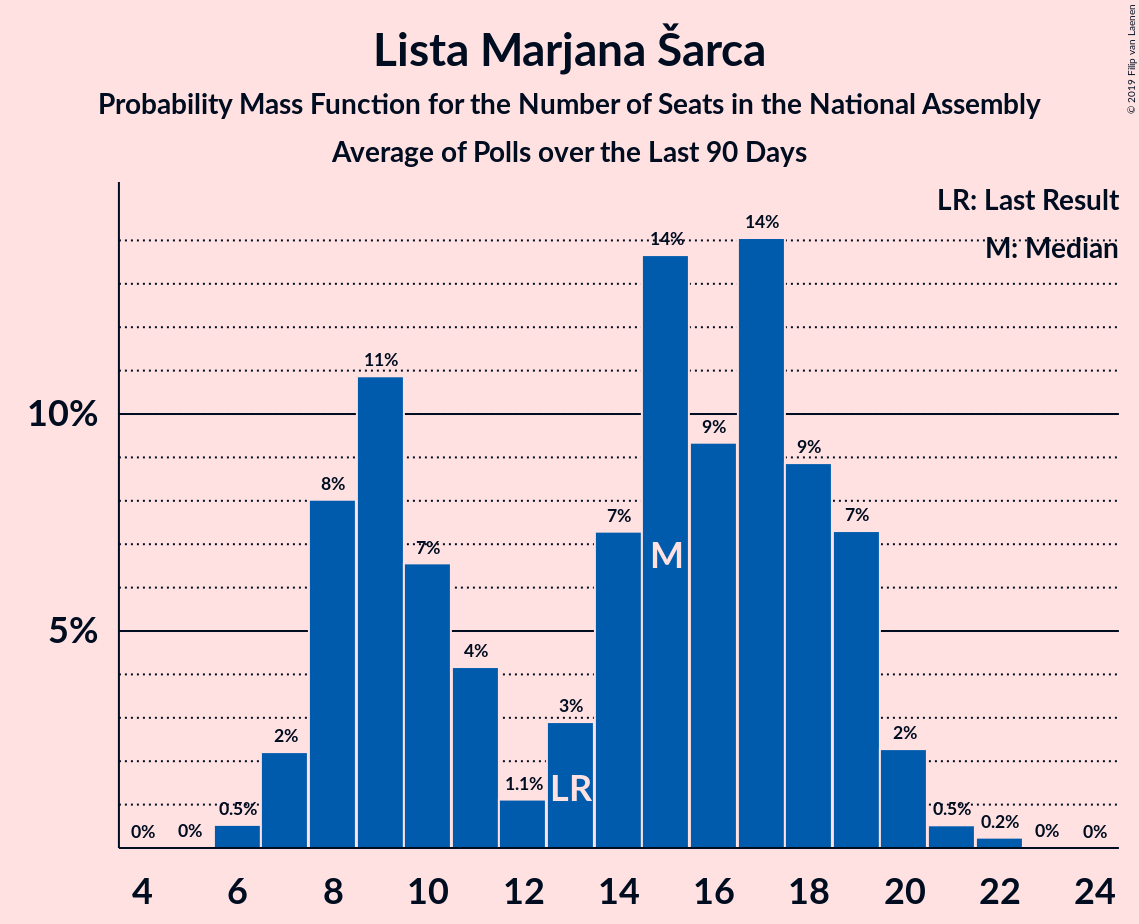 Lista Marjana Šarca
Probability Mass Function for the Number of Seats in the National Assembly
Average of Polls over the Last 90 Days
© 2019 Filip van Laenen
LR: Last Result
M: Median
10%
5%
0%
0%
0.5%
2%
8%
11%
7%
4%
1.1%
3%
7%
14%
9%
14%
9%
7%
2%
0.5%
0.2%
0%
0%
M
LR
4 6 8 10 12 14 16 18 20 22 24